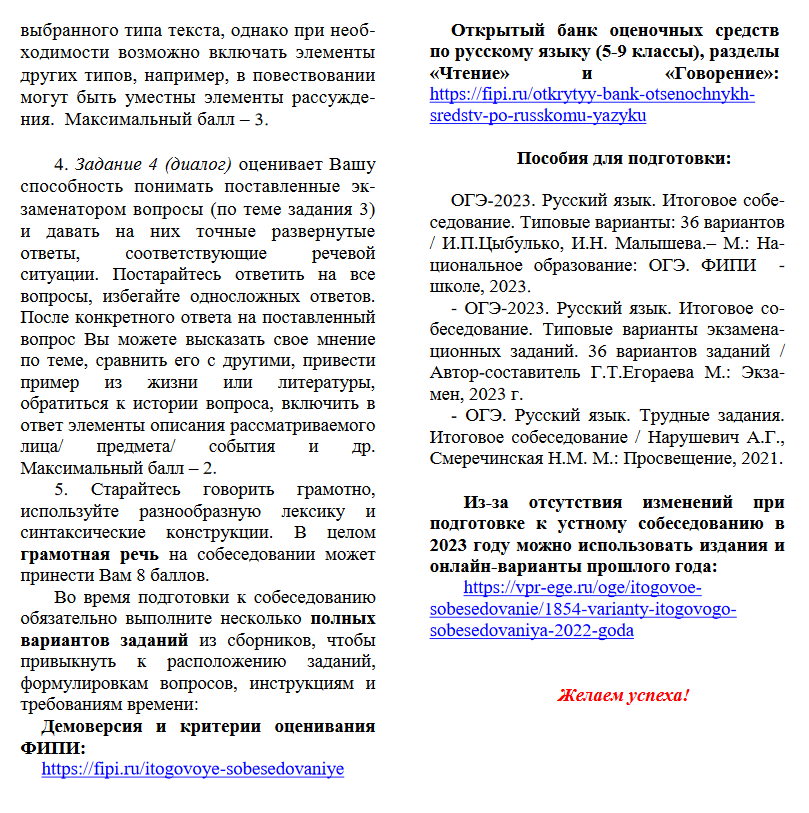 выбранного типа текста, однако при необ-
ходимости возможно включать элементы
других типов, например, в повествовании
могут быть уместны элементы рассужде-
ния.  Максимальный балл – 3.
4. Задание 4 (диалог) оценивает Вашу
способность понимать поставленные эк-
заменатором вопросы (по теме задания 3)
и давать на них точные развернутые
ответы, соответствующие речевой
ситуации. Постарайтесь ответить на все
вопросы, избегайте односложных ответов.
После конкретного ответа на поставленный
вопрос Вы можете высказать свое мнение
по теме, сравнить его с другими, привести
пример из жизни или литературы,
обратиться к истории вопроса, включить в
ответ элементы описания рассматриваемого
лица/ предмета/ события и др.
Максимальный балл – 2.
5. Старайтесь говорить грамотно,
используйте разнообразную лексику и
синтаксические конструкции. В целом
грамотная речь на собеседовании может
принести Вам 8 баллов.
Во время подготовки к собеседованию
обязательно выполните несколько полных
вариантов заданий из сборников, чтобы
привыкнуть к расположению заданий,
формулировкам вопросов, инструкциям и
требованиям времени:
Демоверсия и критерии оценивания
ФИПИ:
https://fipi.ru/itogovoye-sobesedovaniye
Открытый банк оценочных средств
по русскому языку (5-9 классы), разделы
«Чтение» и «Говорение»:
https://fipi.ru/otkrytyy-bank-otsenochnykh-
sredstv-po-russkomu-yazyku
Пособия для подготовки:
ОГЭ-2023. Русский язык. Итоговое собе-
седование. Типовые варианты: 36 вариантов
/ И.П.Цыбулько, И.Н. Малышева.– М.: На-
циональное образование: ОГЭ. ФИПИ  -
школе, 2023.
- ОГЭ-2023. Русский язык. Итоговое со-
беседование. Типовые варианты экзамена-
ционных заданий. 36 вариантов заданий /
Автор-составитель Г.Т.Егораева М.: Экза-
мен, 2023 г.
- ОГЭ. Русский язык. Трудные задания.
Итоговое собеседование / Нарушевич А.Г.,
Смеречинская Н.М. М.: Просвещение, 2021.
Из-за отсутствия изменений при
подготовке к устному собеседованию в
2023 году можно использовать издания и
онлайн-варианты прошлого года:
https://vpr-ege.ru/oge/itogovoe-
sobesedovanie/1854-varianty-itogovogo-
sobesedovaniya-2022-goda
Желаем успеха!